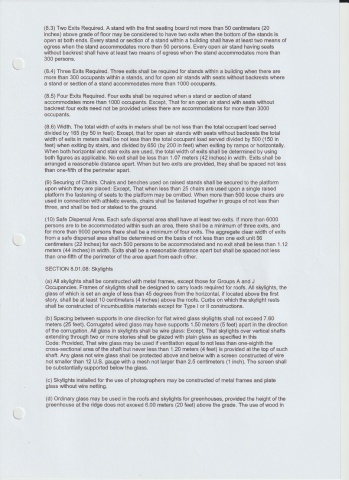 (8.3) Two Exits Required. A stand with the first seating board not more than 50 centimeters (20
inches) above grade of floor may be considered to have two exits when the bottom of the stands is
open at both ends. Every stand or section of a stand within a building shall have at least two means of
egress when the stand accommodates more than 50 persons. Every open air stand having seats
without backrest shall have at least two means of egress when the stand accommodates more than
300 persons.
(8.4) Three Exits Required. Three exits shall be required for stands within a building when there are
more than 300 occupants within a stands, and for open air stands with seats without backrests where
a stand or section of a stand accommodates more than 1000 occupants.
(8.5) Four Exits Required. Four exits shall be required when a stand or section of stand
accommodates more than 1000 occupants. Except, That for an open air stand with seats without
backrest four exits need not be provided unless there are accommodations for more than 3000
occupants.
(8.6) Width. The total width of exits in meters shall be not less than the total occupant load served
divided by 165 (by 50 in feet): Except, that for open air stands with seats without backrests the total
width of exits in meters shall be not less than the total occupant load served divided by 500 (150 in
feet) when exiting by stairs, and divided by 650 (by 200 in feet) when exiting by ramps or horizontally.
When both horizontal and stair exits are used, the total width of exits shall be determined by using
both figures as applicable. No exit shall be less than 1.07 meters (42 inches) in width. Exits shall be
arranged a reasonable distance apart. When but two exits are provided, they shall be spaced not less
than one-fifth of the perimeter apart.
(9) Securing of Chairs. Chairs and benches used on raised stands shall be secured to the platform
upon which they are placed: Except, That when less than 25 chairs are used upon a single raised
platform the fastening of seats to the platform may be omitted. When more than 500 loose chairs are
used in connection with athletic events, chairs shall be fastened together in groups of not less than
three, and shall be tied or staked to the ground.
(10) Safe Dispersal Area. Each safe dispersal area shall have at least two exits. If more than 6000
persons are to be accommodated within such an area, there shall be a minimum of three exits, and
for more than 9000 persons there shall be a minimum of four exits. The aggregate clear width of exits
from a safe dispersal area shall be determined on the basis of not less than one exit unit 56
centimeters (22 inches) for each 500 persons to be accommodated and no exit shall be less than 1.12
meters (44 inches) in width. Exits shall be a reasonable distance apart but shall be spaced not less
than one-fifth of the perimeter of the area apart from each other.
SECTION 8.01.08: Skylights
(a) All skylights shall be constructed with metal frames, except those for Groups A and J
Occupancies. Frames of skylights shall be designed to carry loads required for roofs. All skylights, the
glass of which is set an angle of less than 45 degrees from the horizontal, if located above the first
story, shall be set at least 10 centimeters (4 inches) above the roofs. Curbs on which the skylight rests
shall be constructed of incombustible materials except for Type I or II constructions.
(b) Spacing between supports in one direction for flat wired glass skylights shall not exceed 7.60
meters (25 feet). Corrugated wired glass may have supports 1.50 meters (5 feet) apart in the direction
of the corrugation. All glass in skylights shall be wire glass: Except, That skylights over vertical shafts
extending through two or more stories shall be glazed with plain glass as specified in this
Code: Provided, That wire glass may be used if ventilation equal to not less than one-eighth the
cross-sectional area of the shaft but never less than 1.20 meters (4 feet) is provided at the top of such
shaft. Any glass not wire glass shall be protected above and below with a screen constructed of wire
not smaller than 12 U.S. gauge with a mesh not larger than 2.5 centimeters (1 inch). The screen shall
be substantially supported below the glass.
(c) Skylights installed for the use of photographers may be constructed of metal frames and plate
glass without wire netting.
(d) Ordinary glass may be used in the roofs and skylights for greenhouses, provided that height of the
greenhouse at the ridge does not exceed 6.00 meters (20 feet) above the grade. The use of wood in